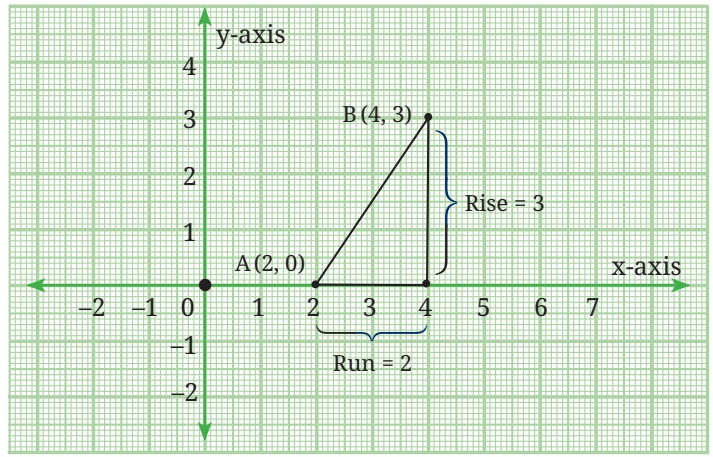 y-axis
4
3
B (4, 3)
2
Rise = 3
1
A (2, 0)
x-axis
–2 –1 0 1 2 3 4 5 6 7
–1
Run = 2
–2